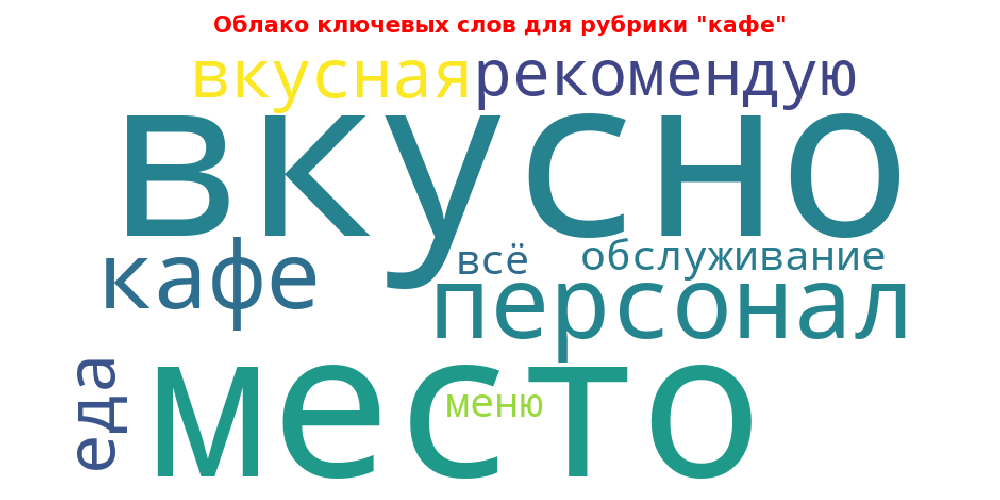 Облако ключевых слов для рубрики "кафе"
вкусная рекомендую
вкусно
кафе всё обслуживание
персонал
еда
место
меню